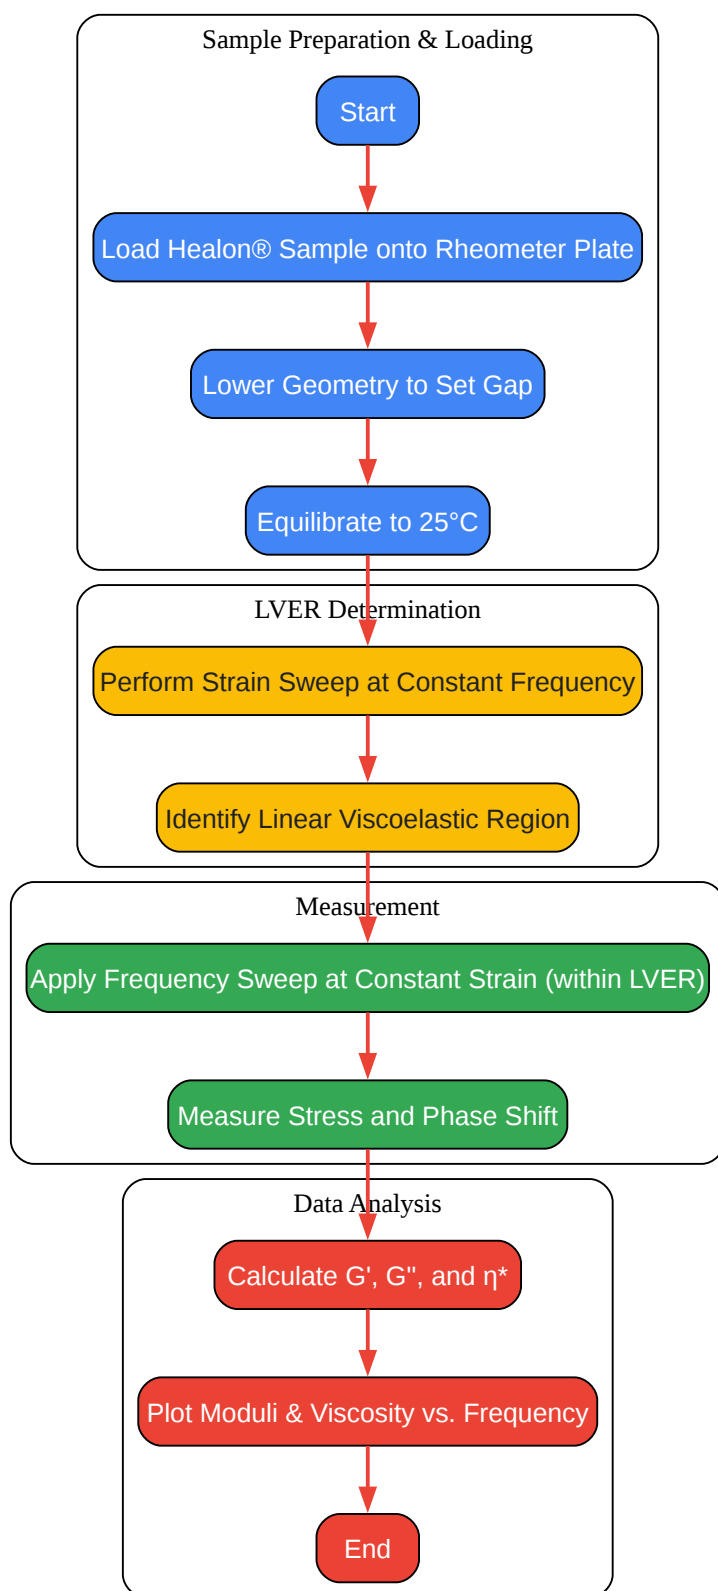 Sample Preparation & Loading
Start
Load Healon® Sample onto Rheometer Plate
Lower Geometry to Set Gap
Equilibrate to 25°C
LVER Determination
Perform Strain Sweep at Constant Frequency
Identify Linear Viscoelastic Region
Measurement
Apply Frequency Sweep at Constant Strain (within LVER)
Measure Stress and Phase Shift
Data Analysis
Calculate G', G'', and η*
Plot Moduli & Viscosity vs. Frequency
End